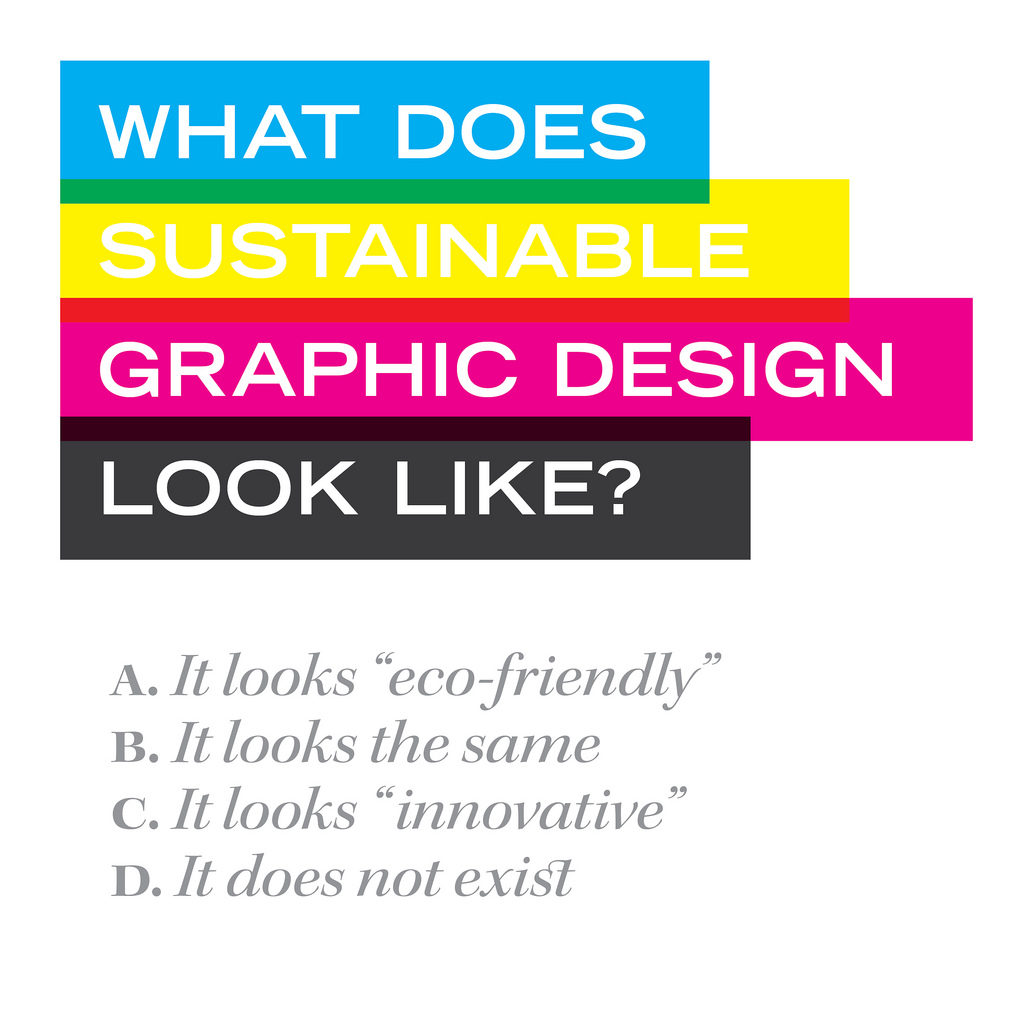 WHAT DOES
SUSTAINABLE
GRAPHIC DESIGN
LOOK LIKE?
A. It looks “eco-friendly”
B. It looks the same
C. It looks “innovative”
D. It does not exist